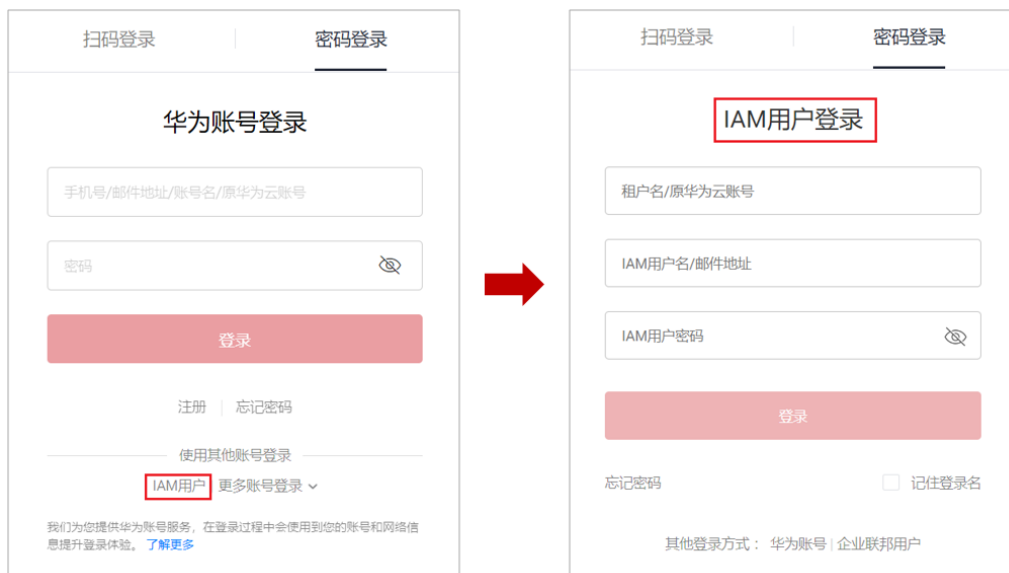 扫码登录
密码登录
华为账号登录
手机号/邮件地址/账号名/原华为云账号
密码
登录
注册 | 忘记密码
使用其他账号登录
IAM用户 更多账号登录
我们为您提供华为账号服务，在登录过程中会使用到您的账号和网络信
息提升登录体验。 了解更多
扫码登录
密码登录
IAM用户登录
租户名/原华为云账号
IAM用户名/邮件地址
IAM用户密码
登录
忘记密码
记住登录名
其他登录方式： 华为账号 | 企业联邦用户